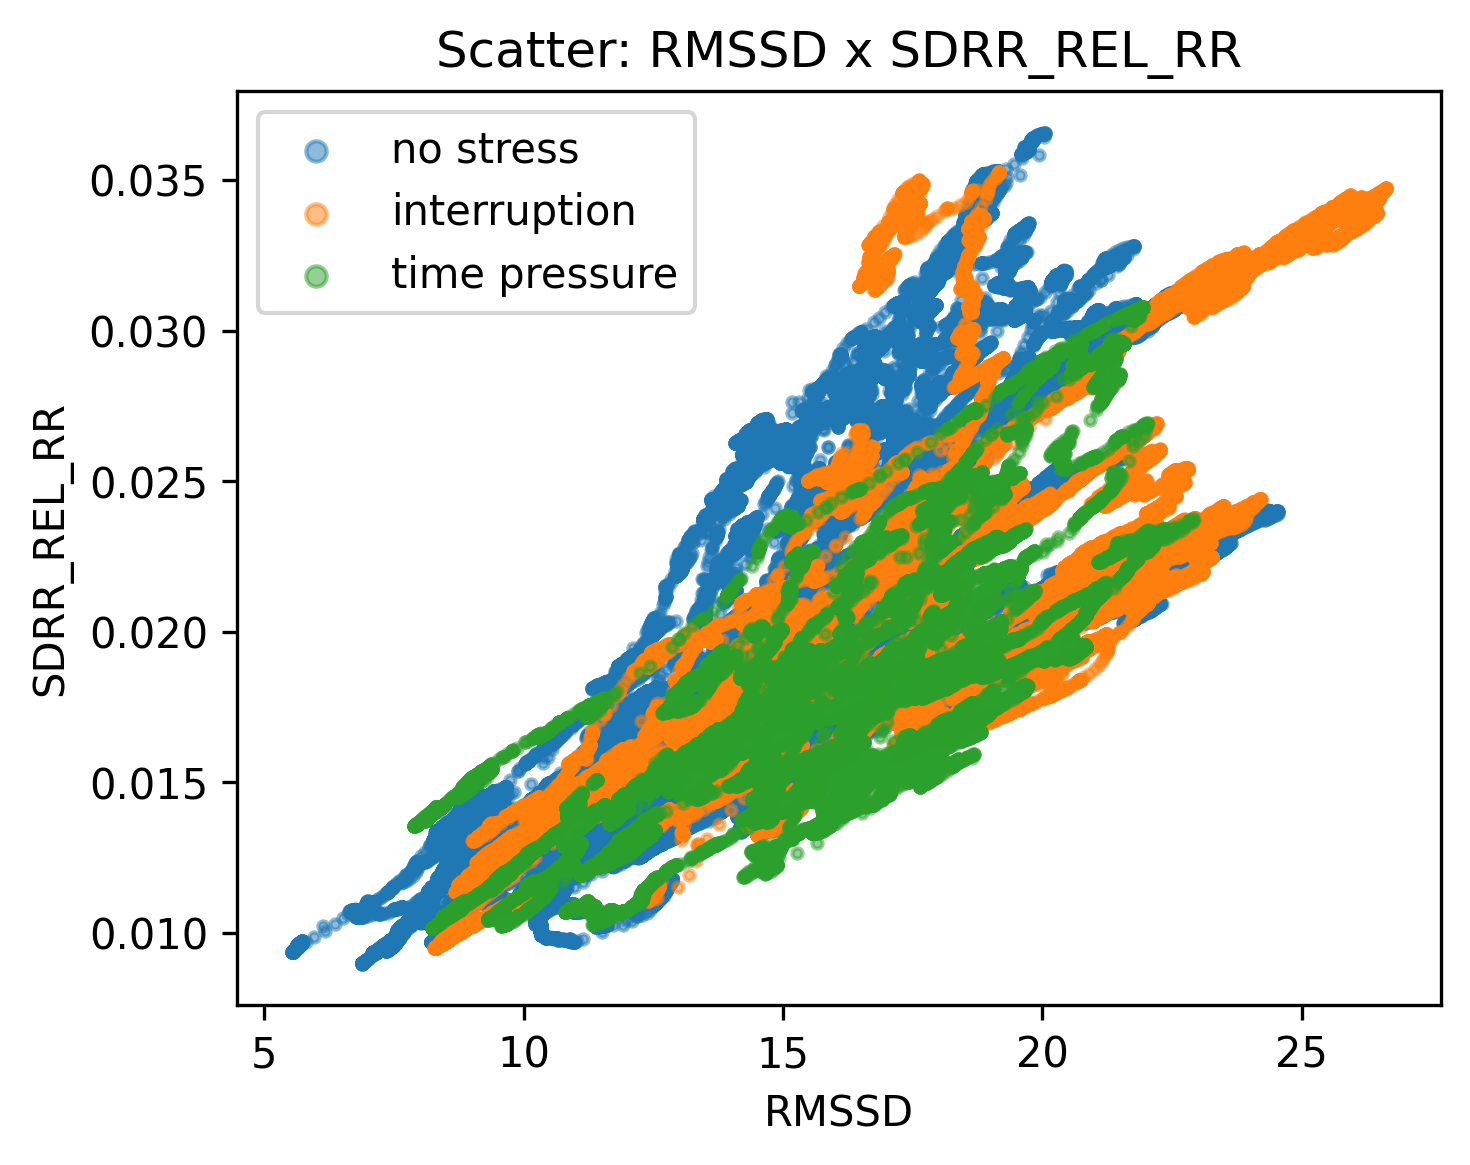 Scatter: RMSSD x SDRR_REL_RR
no stress
interruption
time pressure
SDRR_REL_RR
0.035
0.030
0.025
0.020
0.015
0.010
5 10 15 20 25
RMSSD